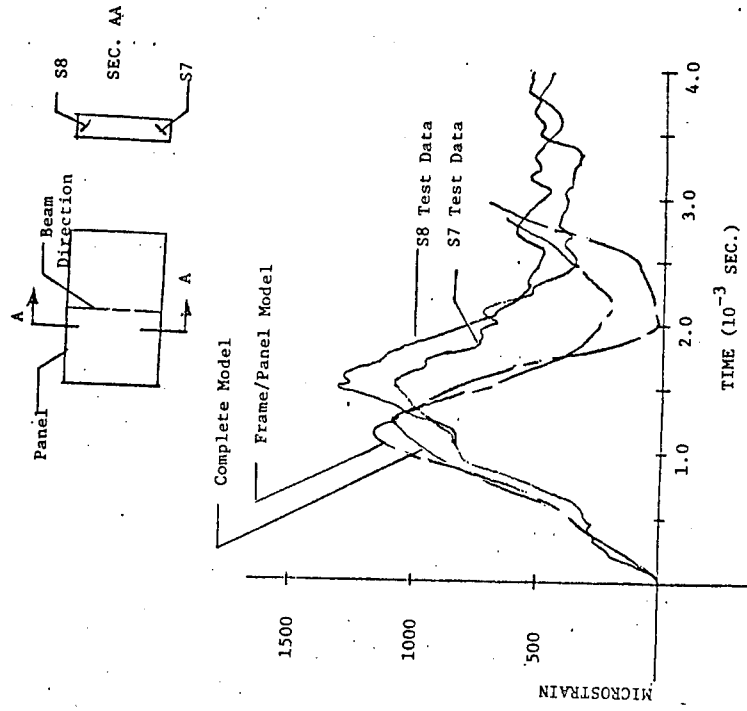 Panel
A
Beam
Direction
A
S8
SEC. AA
S7
Complete Model
Frame/Panel Model
S8 Test Data
S7 Test Data
1500
1000
500
MICROSTRAIN
1.0
2.0
3.0
4.0
TIME (10⁻³ SEC.)